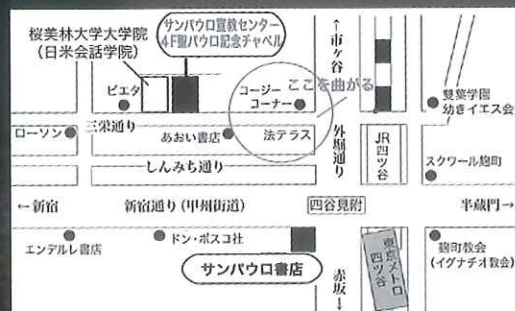 桜美林大学大学院
(日米会話学院)
サンパウロ宣教センター
4F聖パウロ記念チャペル
↑市ヶ谷
ピエタ
コージー
コーナー
ここを曲がる
雙葉学園
幼きイエス会
ローソン
三栄通り
あおい書店
法テラス
外堀通り
JR四ツ谷
しんみち通り
スクワール麹町
←新宿
新宿通り(甲州街道)
四谷見附
半蔵門→
エンデルレ書店
ドン・ボスコ社
サンパウロ書店
赤坂↓
東京メトロ
四ツ谷
麹町教会
(イグナチオ教会)